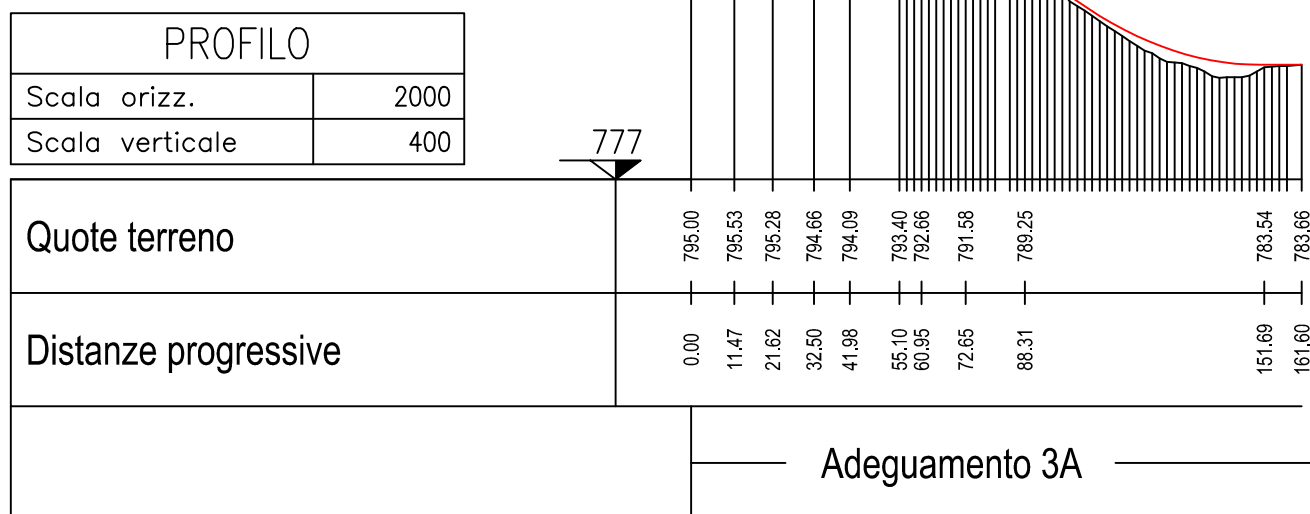 PROFILO
Scala orizz. 2000
Scala verticale 400
777
Quote terreno 795.00 795.53 795.28 794.66 794.09 793.40 792.66 791.58 789.25 783.54 783.66
Distanze progressive 0.00 11.47 21.62 32.50 41.98 55.10 60.95 72.65 88.31 151.69 161.60
Adeguamento 3A